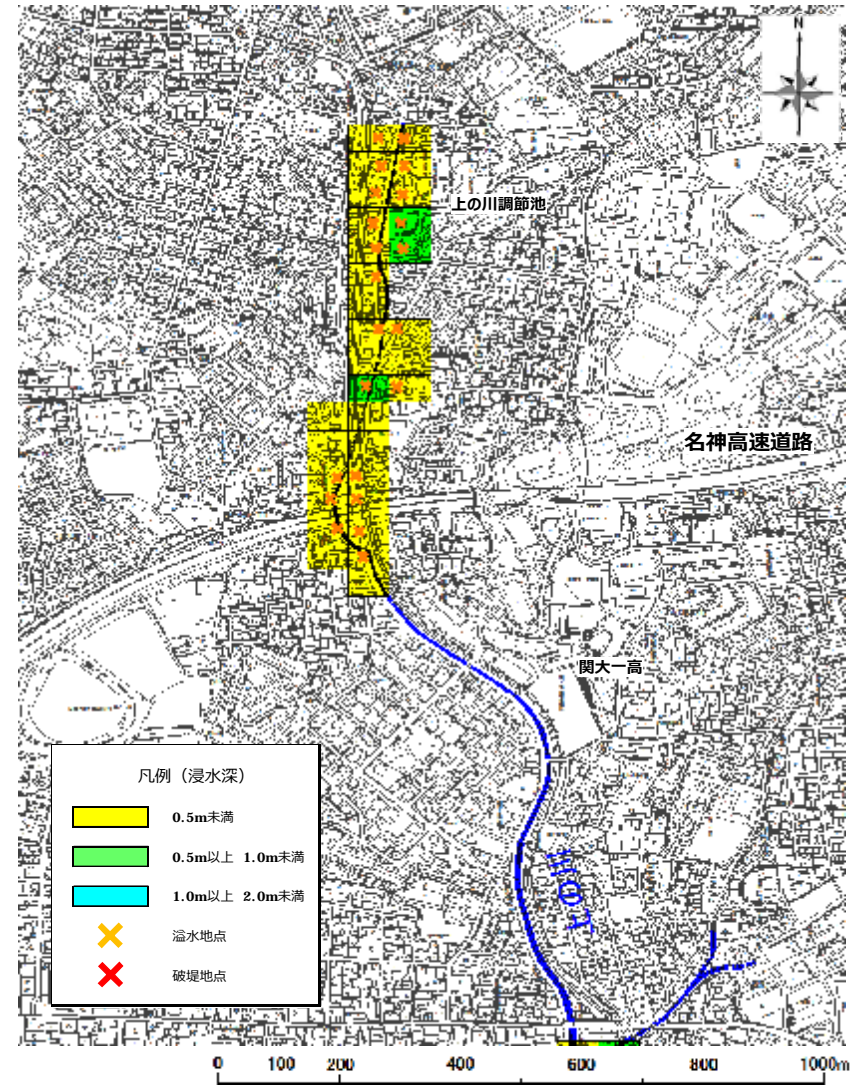 N
上の川調節池
名神高速道路
関大一高
凡例（浸水深）
0.5m未満
0.5m以上 1.0m未満
1.0m以上 2.0m未満
溢水地点
破堤地点
上の川
0 100 200 400 600 800 1000m